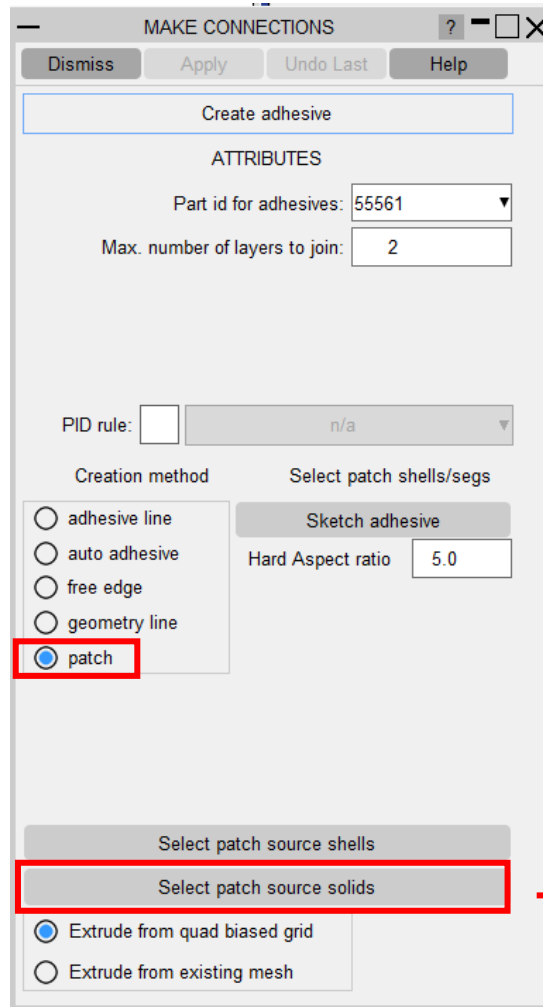 MAKE CONNECTIONS ?
Dismiss Apply Undo Last Help
Create adhesive
ATTRIBUTES
Part id for adhesives: 55561
Max. number of layers to join: 2
PID rule: n/a
Creation method Select patch shells/segs
adhesive line Sketch adhesive
auto adhesive Hard Aspect ratio 5.0
free edge
geometry line
patch
Select patch source shells
Select patch source solids
Extrude from quad biased grid
Extrude from existing mesh